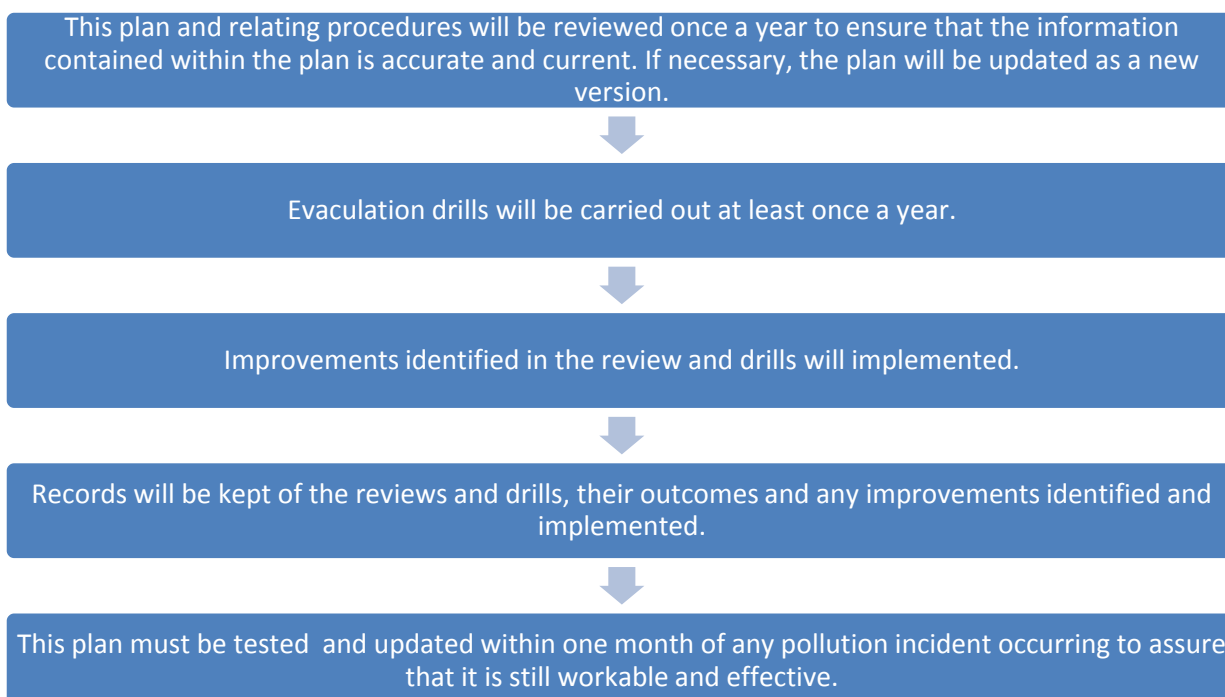 This plan and relating procedures will be reviewed once a year to ensure that the information
contained within the plan is accurate and current. If necessary, the plan will be updated as a new
version.
Evaculation drills will be carried out at least once a year.
Improvements identified in the review and drills will implemented.
Records will be kept of the reviews and drills, their outcomes and any improvements identified and
implemented.
This plan must be tested  and updated within one month of any pollution incident occurring to assure
that it is still workable and effective.